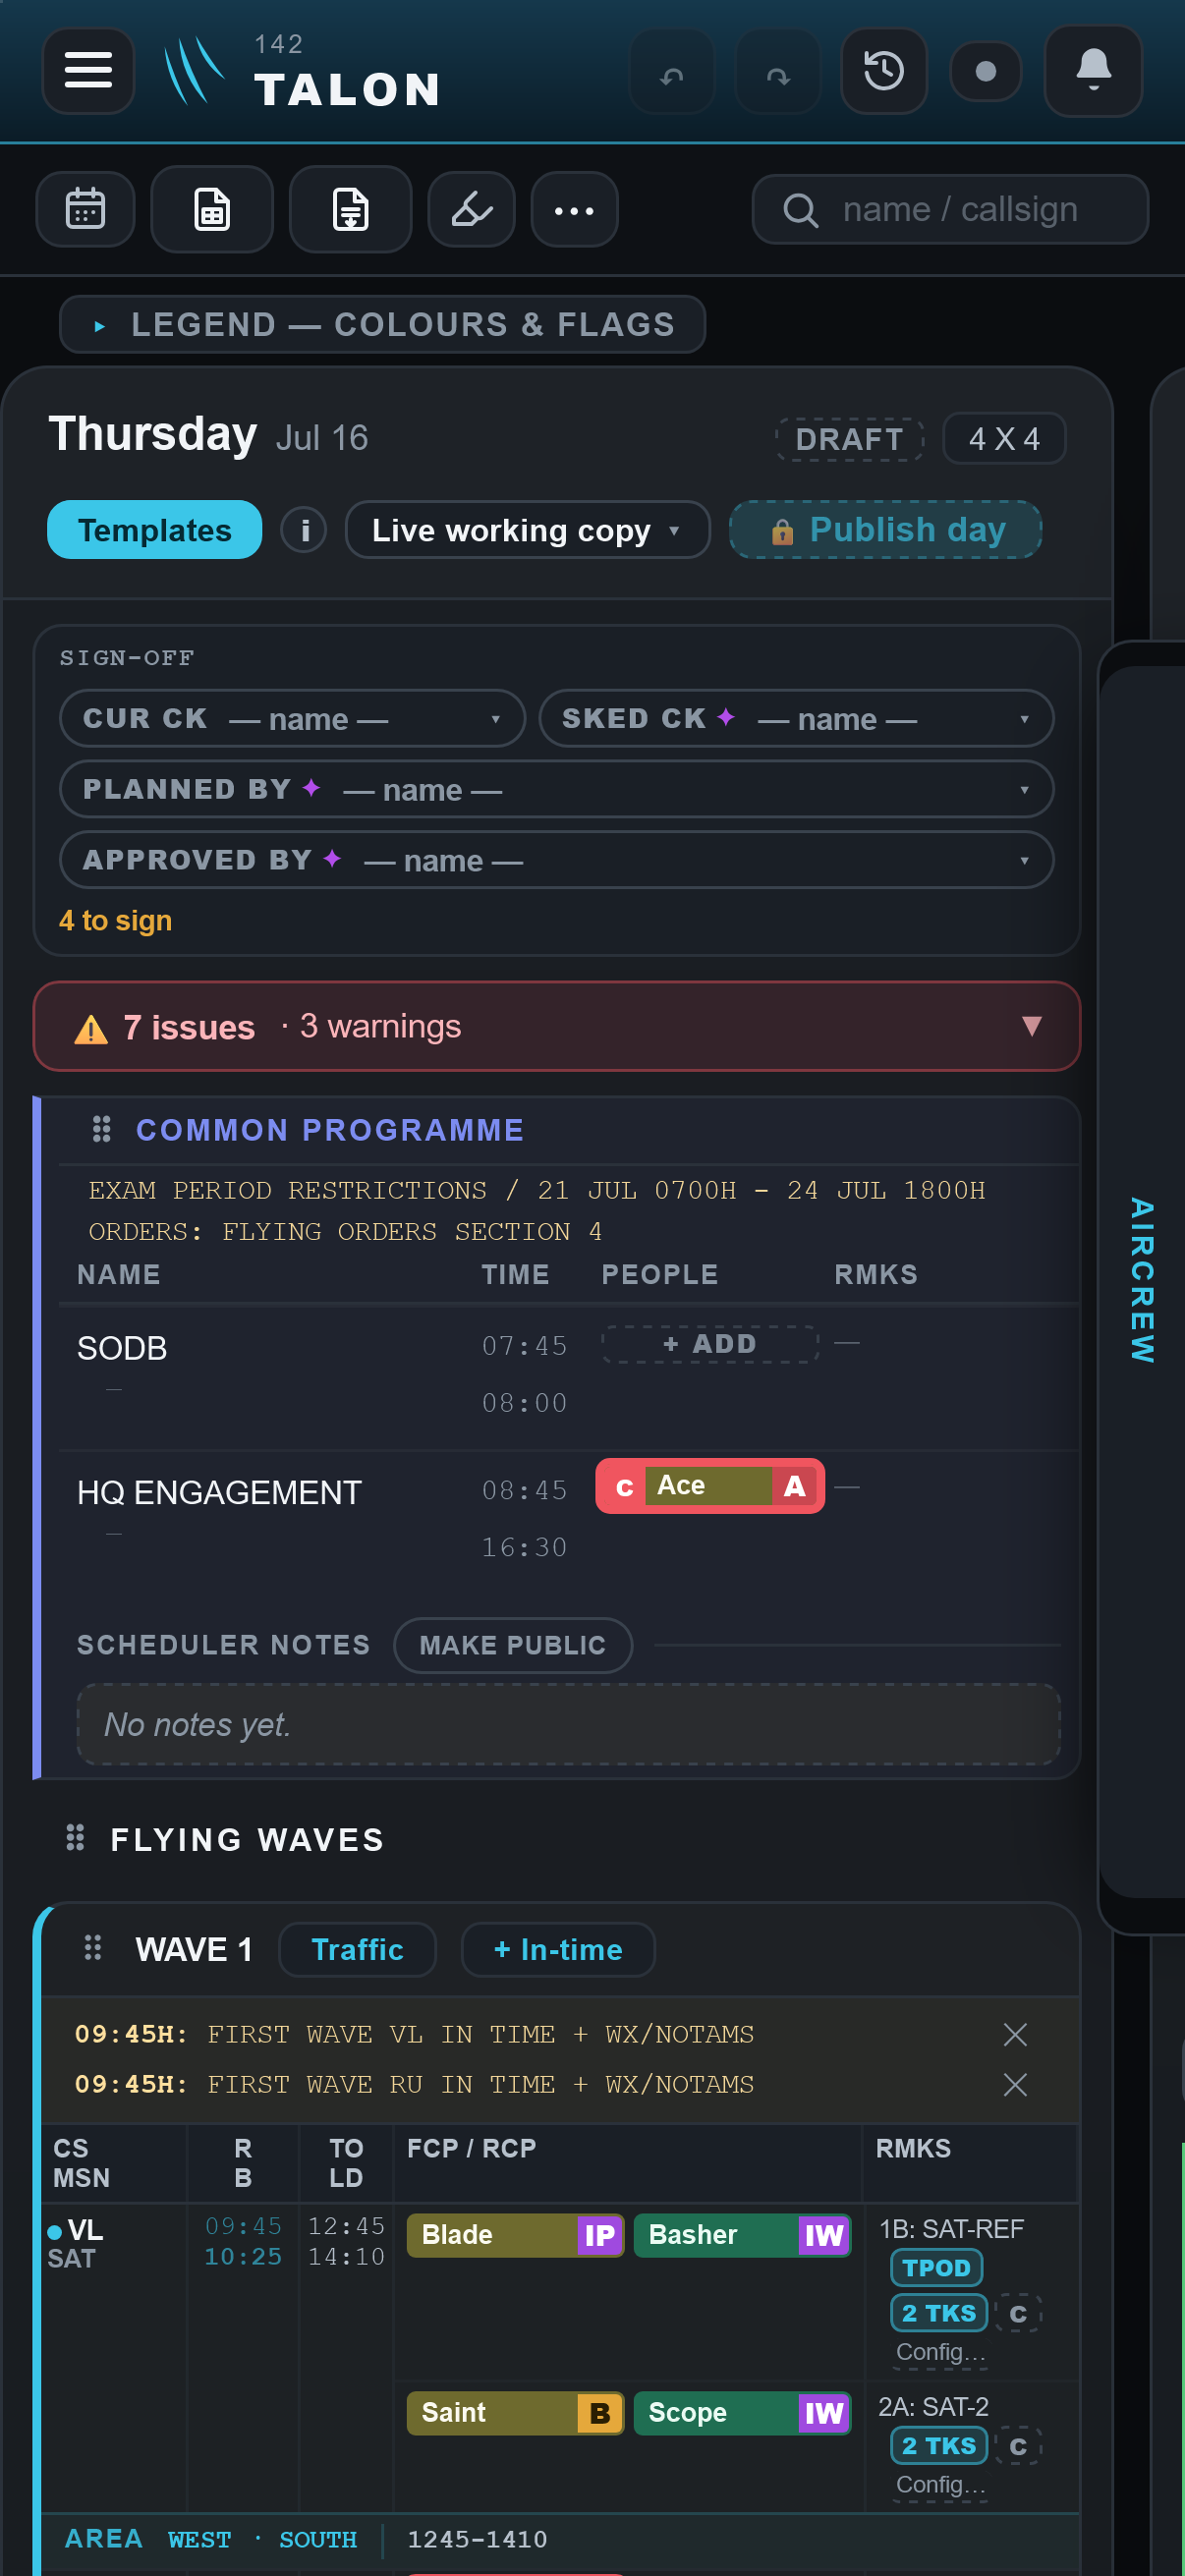 142
TALON
name / callsign
LEGEND — COLOURS & FLAGS
Thursday Jul 16 DRAFT 4 X 4
Templates i Live working copy Publish day
SIGN-OFF
CUR CK — name — SKED CK — name —
PLANNED BY — name —
APPROVED BY — name —
4 to sign
7 issues · 3 warnings
COMMON PROGRAMME
EXAM PERIOD RESTRICTIONS / 21 JUL 0700H - 24 JUL 1800H
ORDERS: FLYING ORDERS SECTION 4
NAME TIME PEOPLE RMKS
SODB 07:45 + ADD —
— 08:00
HQ ENGAGEMENT 08:45 C Ace A —
— 16:30
SCHEDULER NOTES MAKE PUBLIC
No notes yet.
AIRCREW
FLYING WAVES
WAVE 1 Traffic + In-time
09:45H: FIRST WAVE VL IN TIME + WX/NOTAMS
09:45H: FIRST WAVE RU IN TIME + WX/NOTAMS
CS R TO FCP / RCP RMKS
MSN B LD
VL 09:45 12:45 Blade IP Basher IW 1B: SAT-REF
SAT 10:25 14:10 TPOD
2 TKS C
Config...
Saint B Scope IW 2A: SAT-2
2 TKS C
Config...
AREA WEST · SOUTH 1245-1410